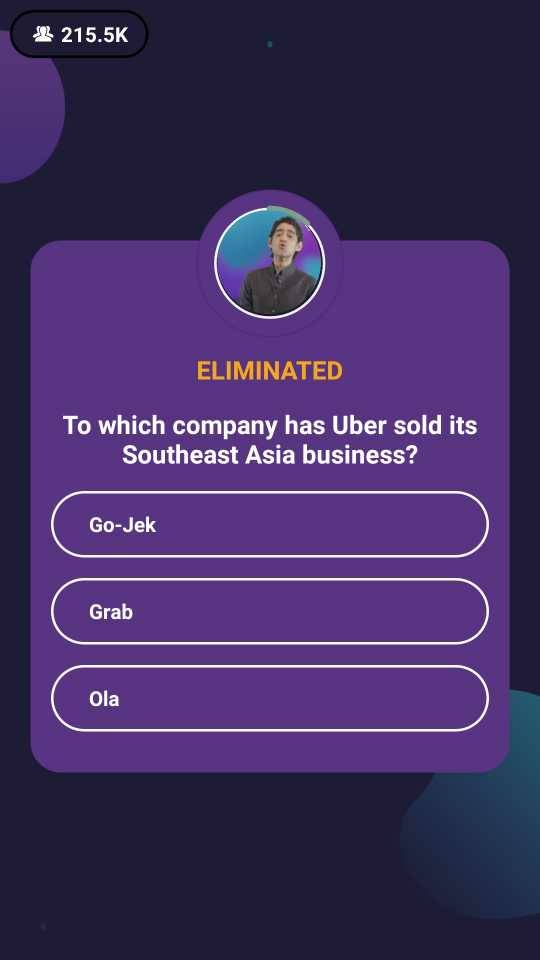 215.5K
ELIMINATED
To which company has Uber sold its
Southeast Asia business?
Go-Jek
Grab
Ola